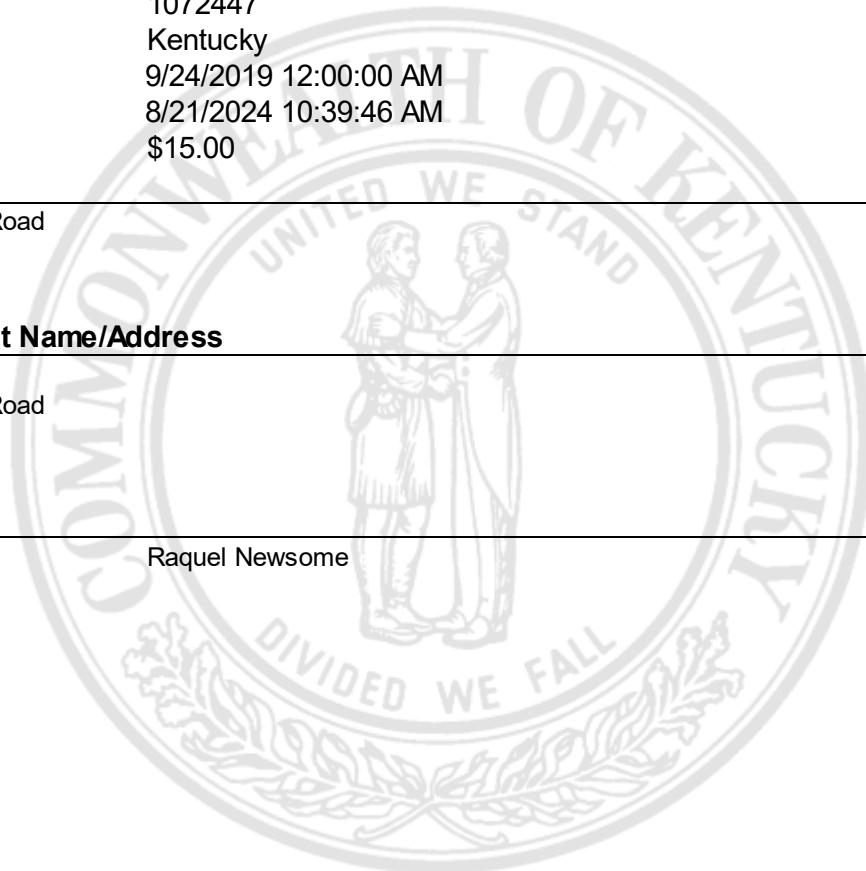 1072447
Kentucky
9/24/2019 12:00:00 AM
8/21/2024 10:39:46 AM
$15.00
Road
t Name/Address
Road
Raquel Newsome
COMMONWEALTH OF KENTUCKY
UNITED WE STAND
DIVIDED WE FALL